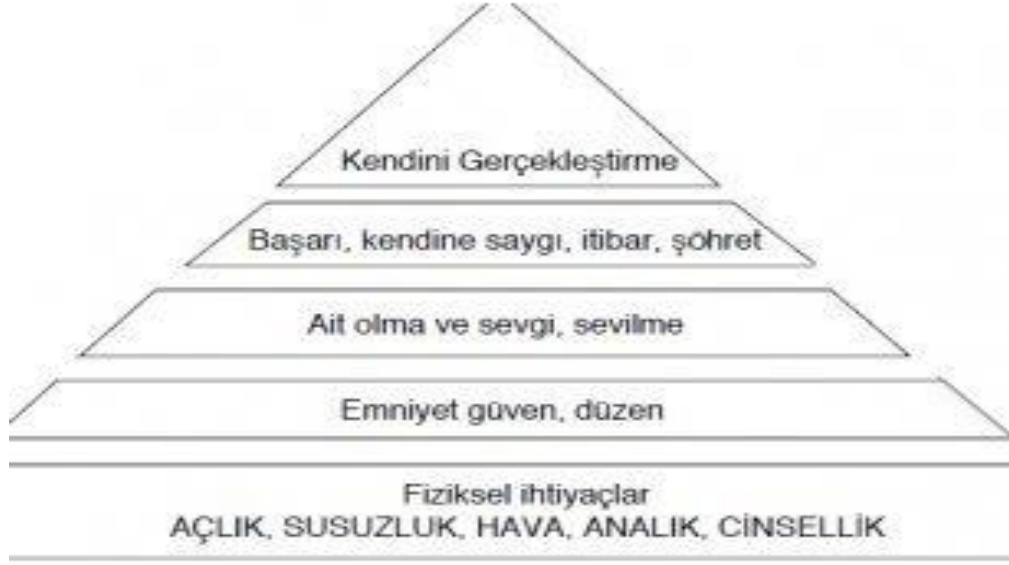 Kendini Gerçekleştirme
Başarı, kendine saygı, itibar, şöhret
Ait olma ve sevgi, sevilme
Emniyet güven, düzen
Fiziksel ihtiyaçlar
AÇLIK, SUSUZLUK, HAVA, ANALIK, CİNSELLİK